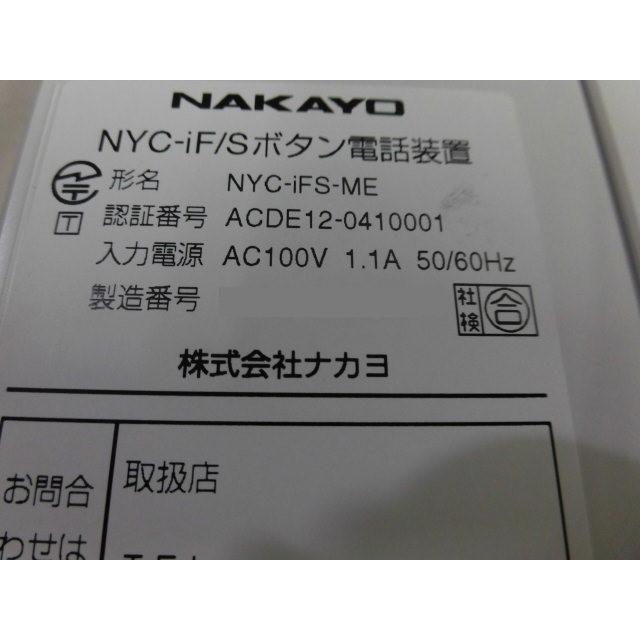 NAKAYO
NYC-iF/Sボタン電話装置
形名 NYC-iFS-ME
T 認証番号 ACDE12-0410001
入力電源 AC100V 1.1A 50/60Hz
製造番号
社検 合
株式会社ナカヨ
お問合
わせは
取扱店